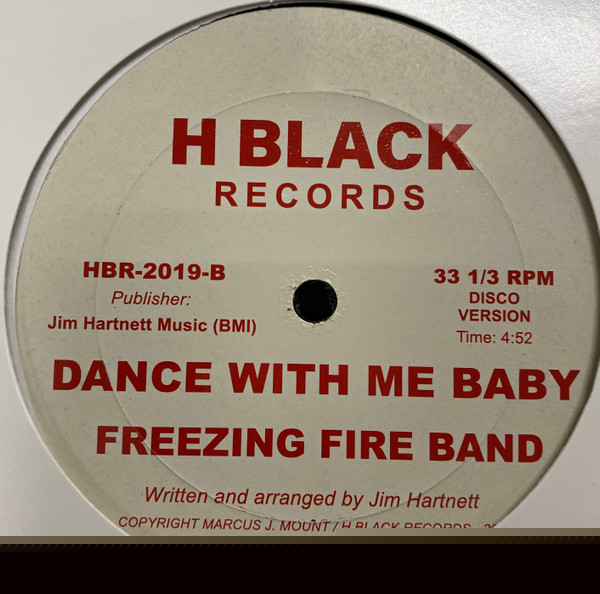 H BLACK
RECORDS
HBR-2019-B
Publisher:
Jim Hartnett Music (BMI)
33 1/3 RPM
DISCO
VERSION
Time: 4:52
DANCE WITH ME BABY
FREEZING FIRE BAND
Written and arranged by Jim Hartnett
COPYRIGHT MARCUS J. MOUNT / H BLACK RECORDS